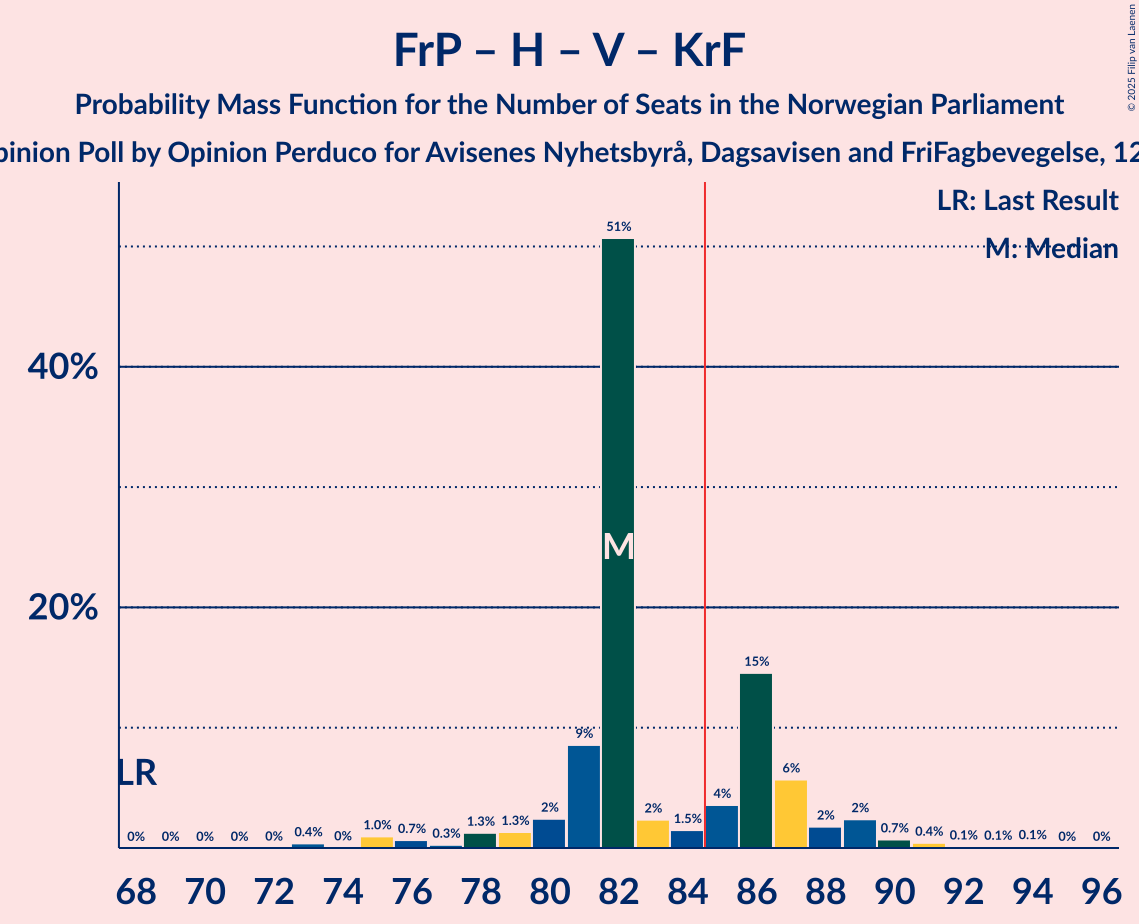 FrP – H – V – KrF
Probability Mass Function for the Number of Seats in the Norwegian Parliament
Opinion Poll by Opinion Perduco for Avisenes Nyhetsbyrå, Dagsavisen and FriFagbevegelse, 12
© 2025 Filip van Laenen
LR: Last Result
M: Median
51%
40%
M
20%
15%
9%
LR
6%
4%
2% 2% 1.5% 2% 2%
0% 0% 0% 0% 0% 0.4% 0% 1.0% 0.7% 0.3% 1.3% 1.3% 0.7% 0.4% 0.1% 0.1% 0.1% 0% 0%
68 70 72 74 76 78 80 82 84 86 88 90 92 94 96